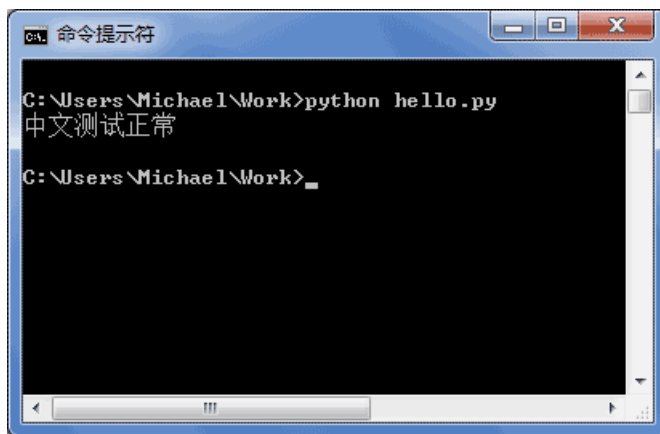 命令提示符
C:\Users\Michael\Work>python hello.py
中文测试正常
C:\Users\Michael\Work>_